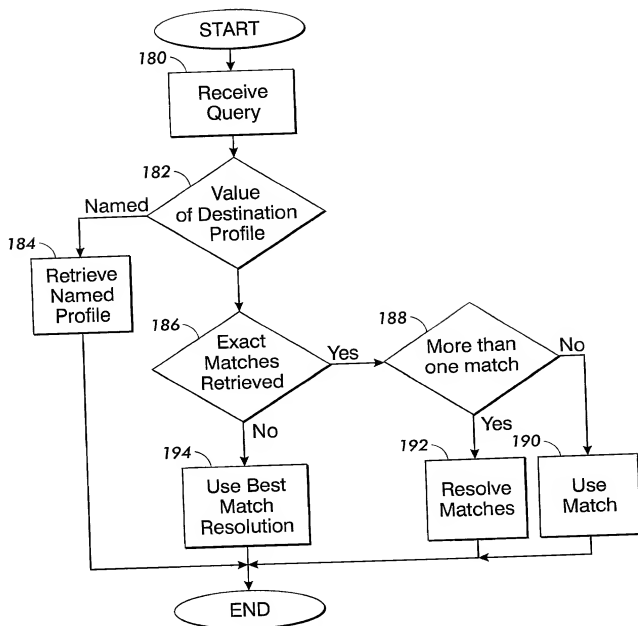 START
180
Receive
Query
182
Value
of Destination
Profile
Named
184
Retrieve
Named
Profile
186
Exact
Matches
Retrieved
Yes
188
More than
one match
No
No
Yes
194
Use Best
Match
Resolution
192
Resolve
Matches
190
Use
Match
END